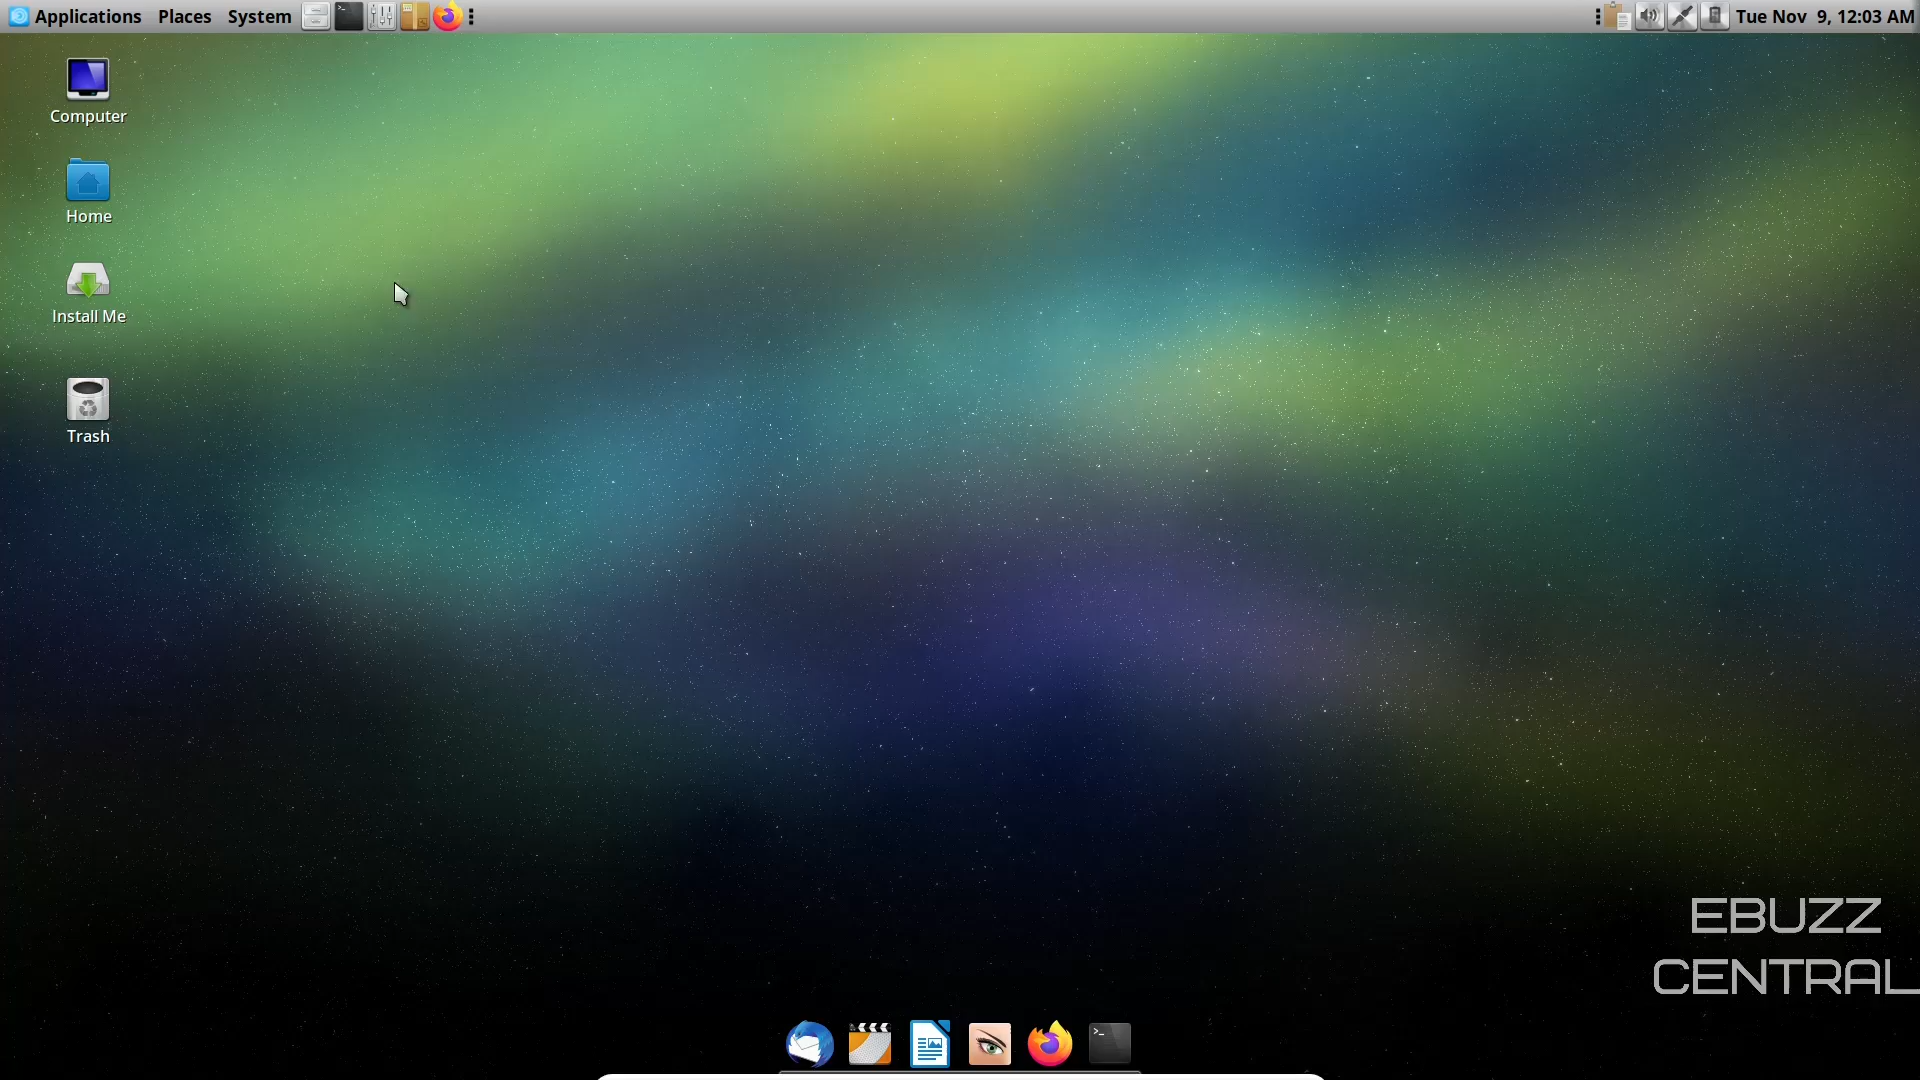 Applications Places System Tue Nov 9, 12:03 AM
Computer
Home
Install Me
Trash
EBUZZ
CENTRAL